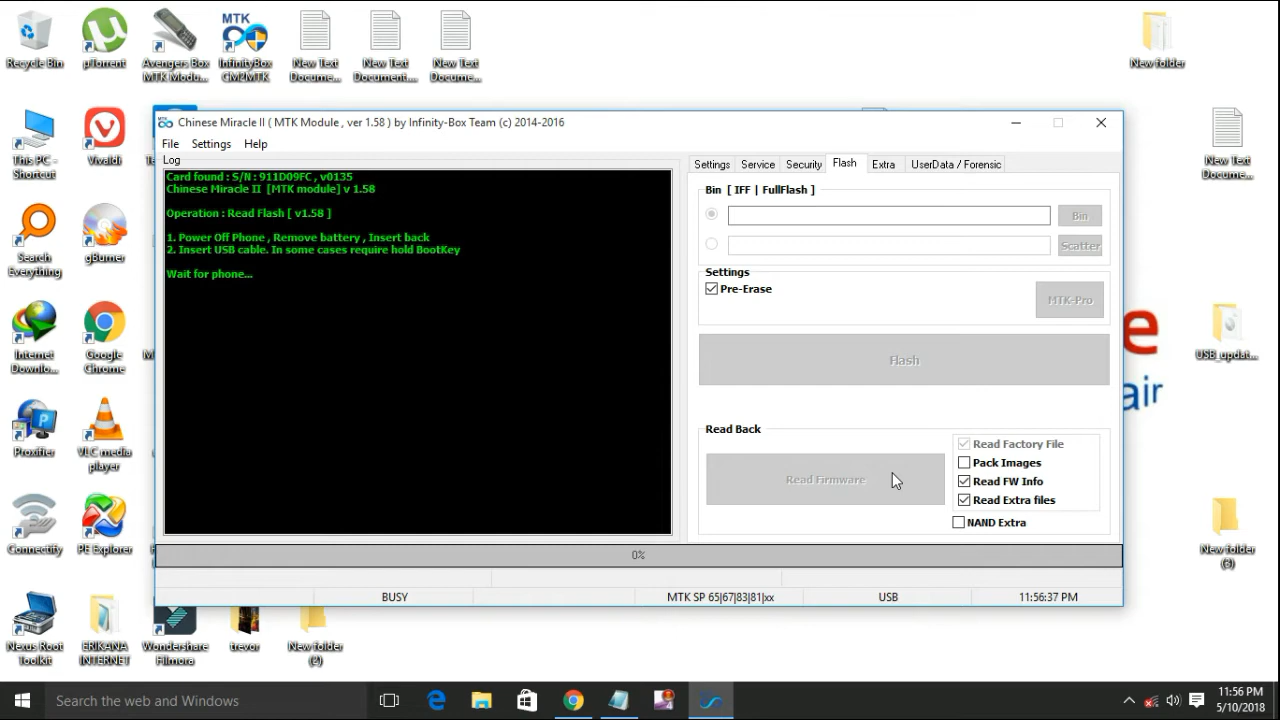 MTK
Recycle Bin
µTorrent
Avengers Box
MTK Modu...
InfinityBox
CM2MTK
New Text
Docume...
New Text
Document....
New Text
Docume...
New folder
This PC -
Shortcut
Vivaldi
New Text
Docume...
Search
Everything
gBurner
Internet
Downlo...
Google
Chrome
USB_updat...
Proxifier
VLC media
player
Connectify
PE Explorer
New folder
(3)
Nexus Root
Toolkit
ERIKANA
INTERNET
Wondershare
Filmora
trevor
New folder
(2)
e
air
Chinese Miracle II ( MTK Module , ver 1.58 ) by Infinity-Box Team (c) 2014-2016
File Settings Help
Log
Card found : S/N : 911D09FC , v0135
Chinese Miracle II [MTK module] v 1.58
Operation : Read Flash [ v1.58 ]
1. Power Off Phone , Remove battery , Insert back
2. Insert USB cable. In some cases require hold BootKey
Wait for phone...
Settings Service Security Flash Extra UserData / Forensic
Bin [ IFF | FullFlash ]
Bin
Scatter
Settings
Pre-Erase
MTK-Pro
Flash
Read Back
Read Firmware
Read Factory File
Pack Images
Read FW Info
Read Extra files
NAND Extra
0%
BUSY MTK SP 65|67|83|81|xx USB 11:56:37 PM
Search the web and Windows
11:56 PM
5/10/2018